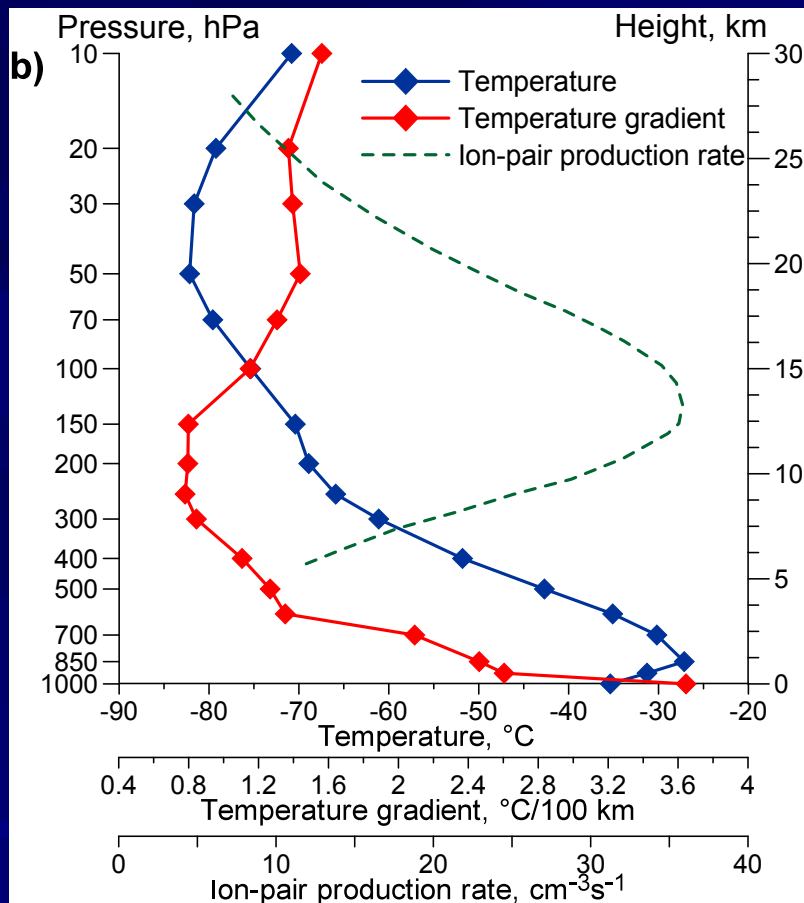 Pressure, hPa
Height, km
b)
Temperature
Temperature gradient
Ion-pair production rate
10
20
30
50
70
100
150
200
300
400
500
700
850
1000
30
25
20
15
10
5
0
-90 -80 -70 -60 -50 -40 -30 -20
Temperature, °C
0.4 0.8 1.2 1.6 2 2.4 2.8 3.2 3.6 4
Temperature gradient, °C/100 km
0 10 20 30 40
Ion-pair production rate, cm⁻³s⁻¹